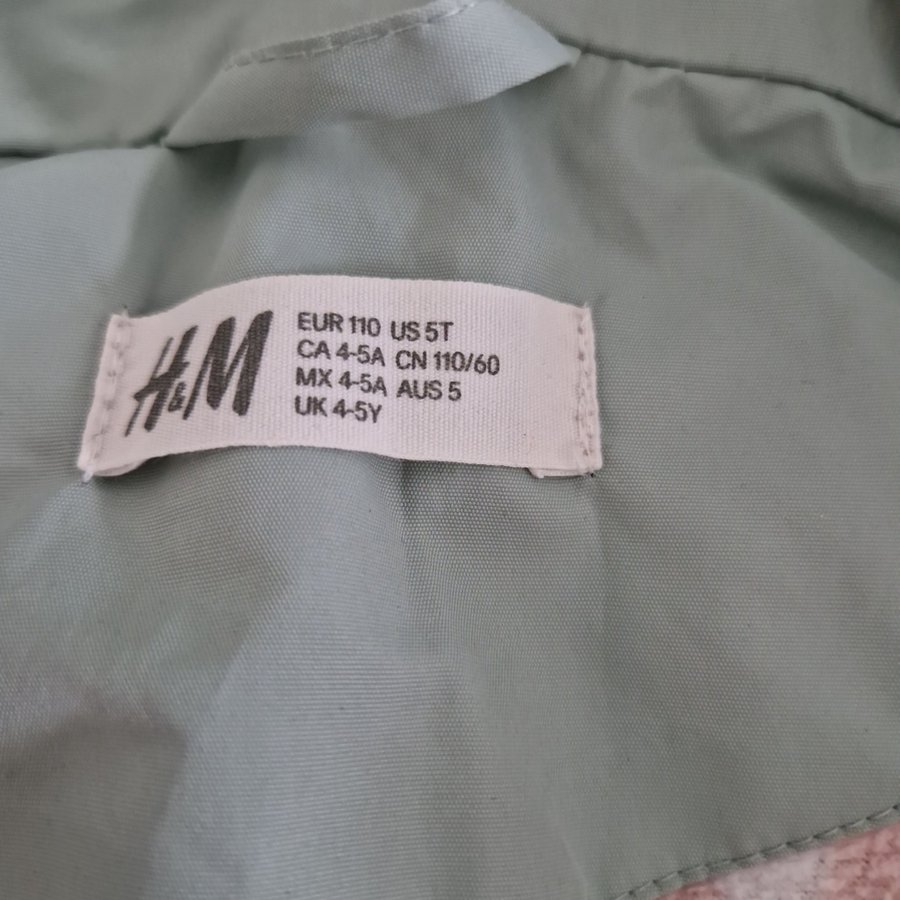 H&M
EUR 110 US 5T
CA 4-5A CN 110/60
MX 4-5A AUS 5
UK 4-5Y